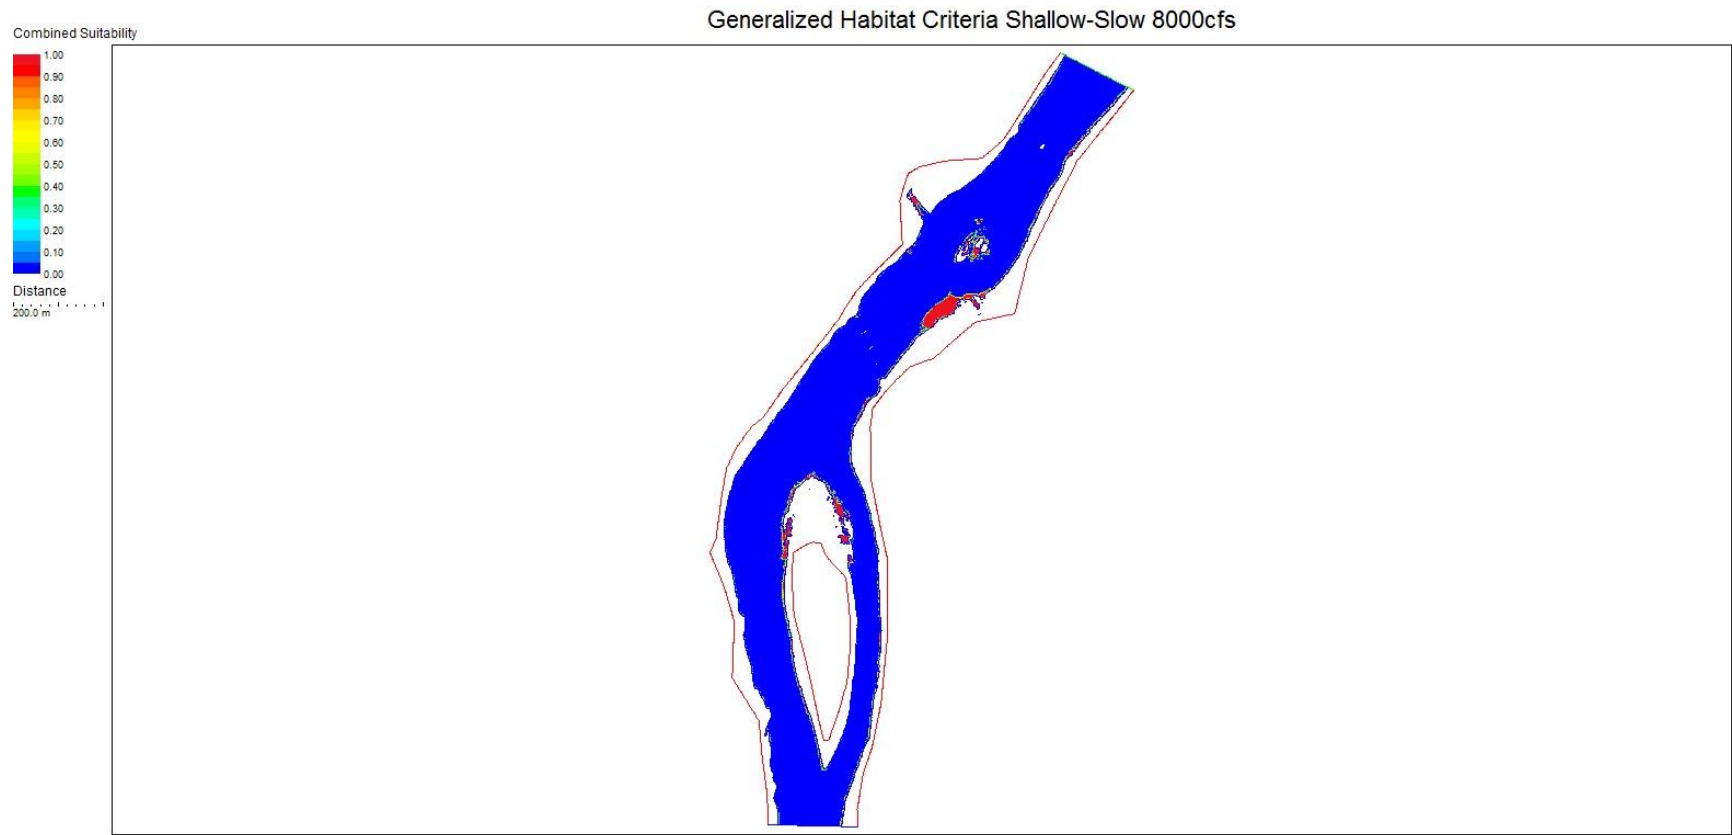 Generalized Habitat Criteria Shallow-Slow 8000cfs
Combined Suitability
1.00
0.90
0.80
0.70
0.60
0.50
0.40
0.30
0.20
0.10
0.00
Distance
200.0 m